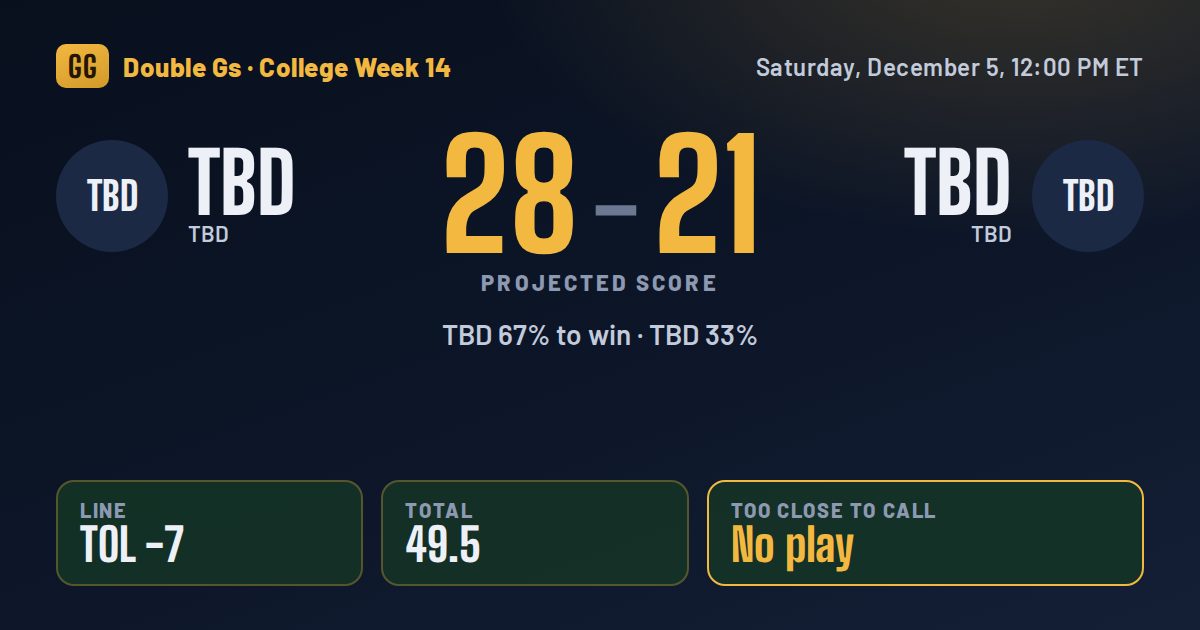 GG Double Gs · College Week 14
Saturday, December 5, 12:00 PM ET
TBD
TBD
TBD
28 – 21
TBD
TBD
TBD
PROJECTED SCORE
TBD 67% to win · TBD 33%
LINE
TOL -7
TOTAL
49.5
TOO CLOSE TO CALL
No play